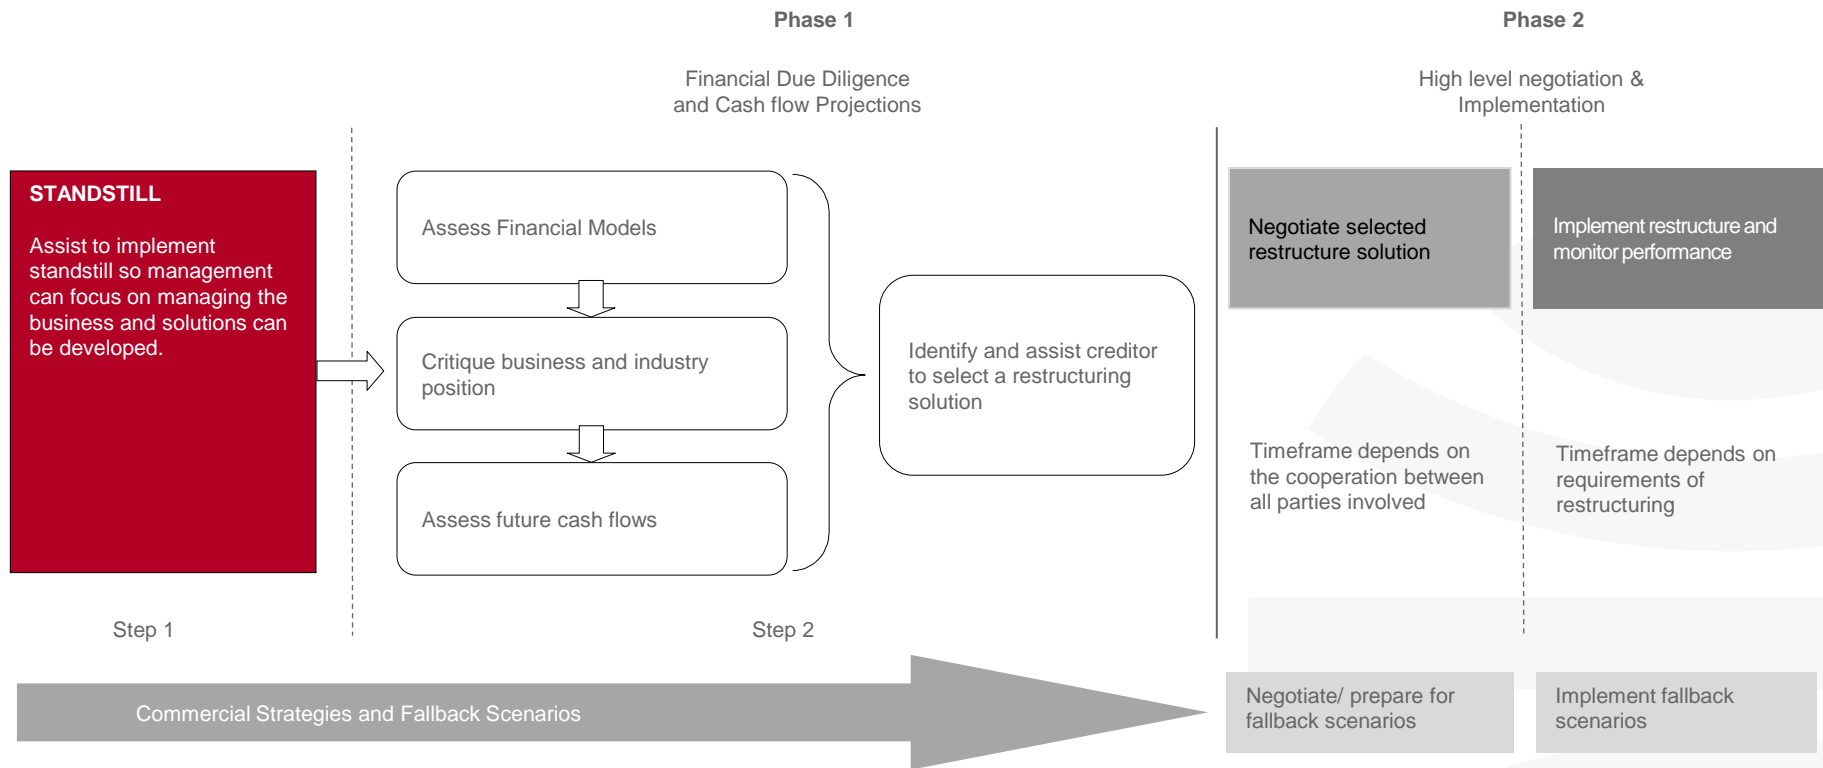 Phase 1
Phase 2
Financial Due Diligence
and Cash flow Projections
High level negotiation &
Implementation
STANDSTILL
Assist to implement
standstill so management
can focus on managing the
business and solutions can
be developed.
Assess Financial Models
Critique business and industry
position
Assess future cash flows
Identify and assist creditor
to select a restructuring
solution
Negotiate selected
restructure solution
Implement restructure and
monitor performance
Timeframe depends on
the cooperation between
all parties involved
Timeframe depends on
requirements of
restructuring
Step 1
Step 2
Commercial Strategies and Fallback Scenarios
Negotiate/ prepare for
fallback scenarios
Implement fallback
scenarios